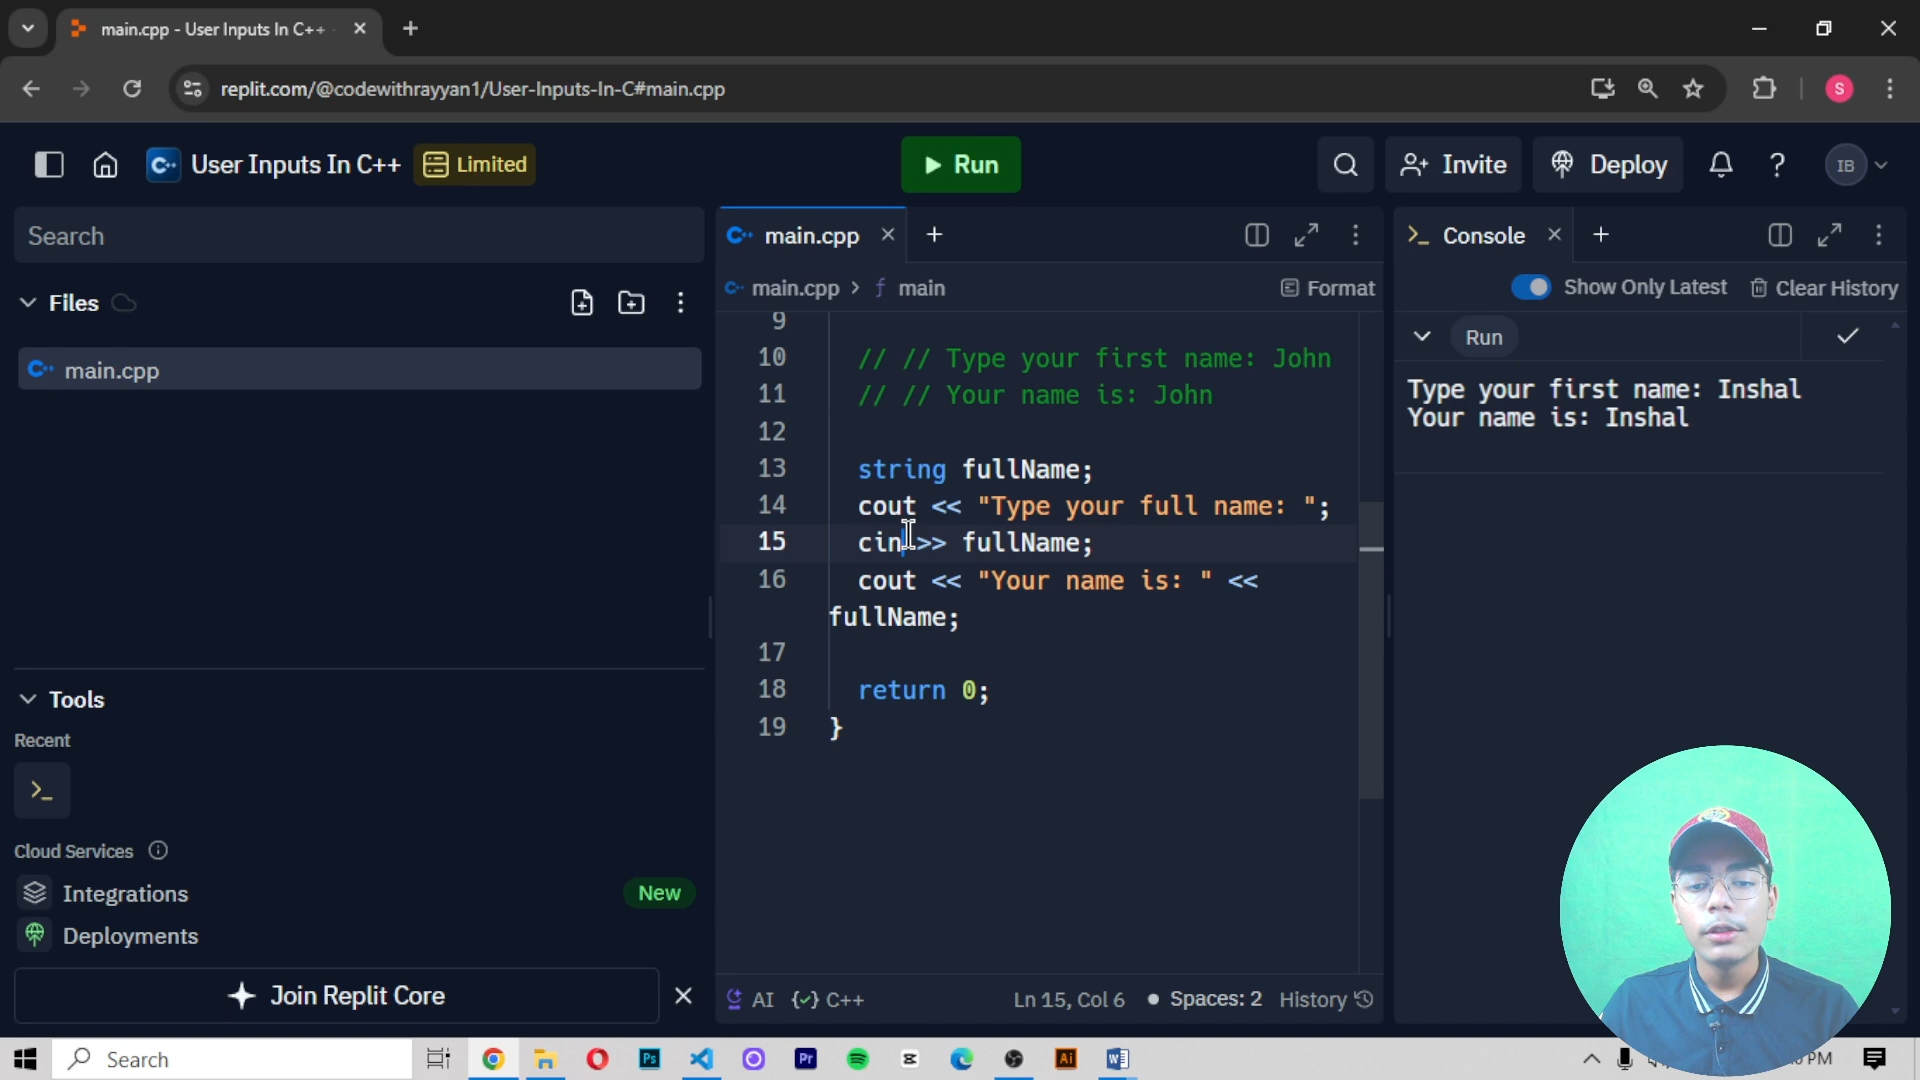 main.cpp - User Inputs In C++
replit.com/@codewithrayyan1/User-Inputs-In-C#main.cpp
S
User Inputs In C++
Limited
Run
Invite
Deploy
IB
Search
Files
main.cpp
Tools
Recent
Cloud Services
Integrations
New
Deployments
Join Replit Core
main.cpp
main.cpp > f main
Format
9
10 // // Type your first name: John
11 // // Your name is: John
12
13 string fullName;
14 cout << "Type your full name: ";
15 cin >> fullName;
16 cout << "Your name is: " <<
fullName;
17
18 return 0;
19 }
AI {✓} C++
Ln 15, Col 6 • Spaces: 2 History
>_ Console
Show Only Latest
Clear History
Run
Type your first name: Inshal
Your name is: Inshal
Search
Ps
Pr
Ai
PM